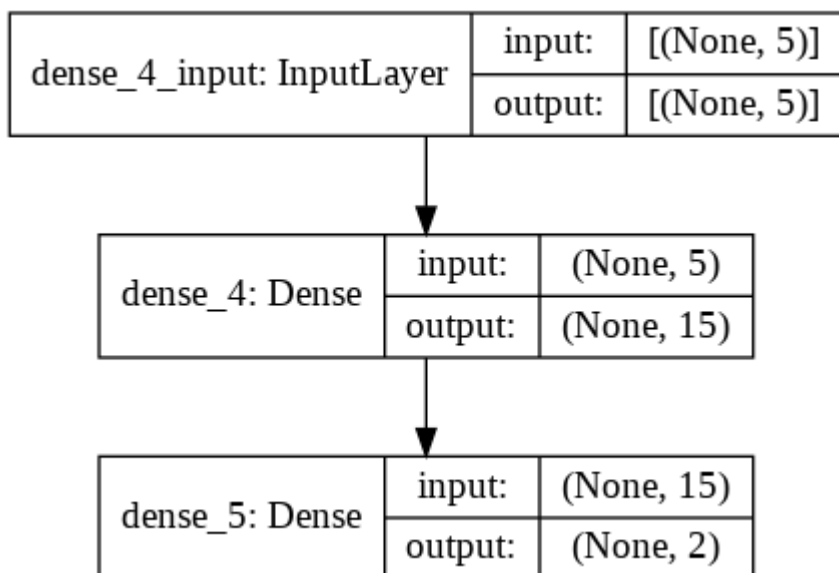 dense_4_input: InputLayer
input: [(None, 5)]
output: [(None, 5)]
dense_4: Dense
input: (None, 5)
output: (None, 15)
dense_5: Dense
input: (None, 15)
output: (None, 2)